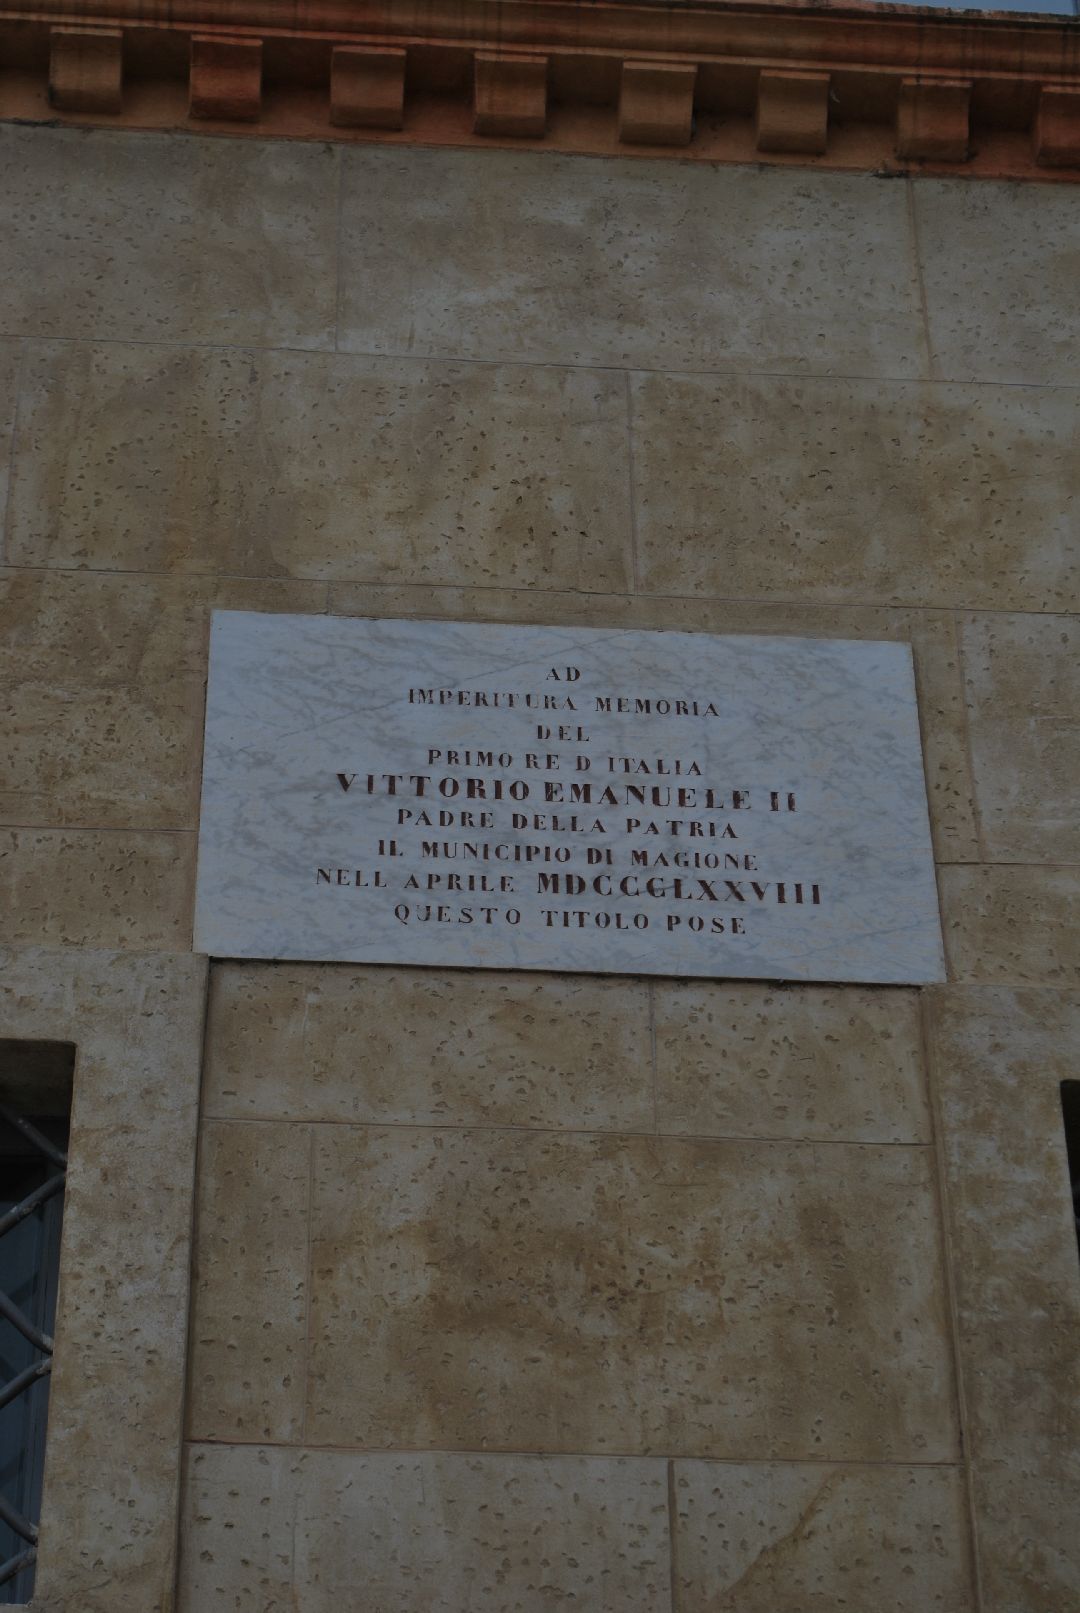 AD
IMPERITURA MEMORIA
DEL
PRIMO RE D ITALIA
VITTORIO EMANUELE II
PADRE DELLA PATRIA
IL MUNICIPIO DI MAGIONE
NELL APRILE MDCCCLXXVIII
QUESTO TITOLO POSE